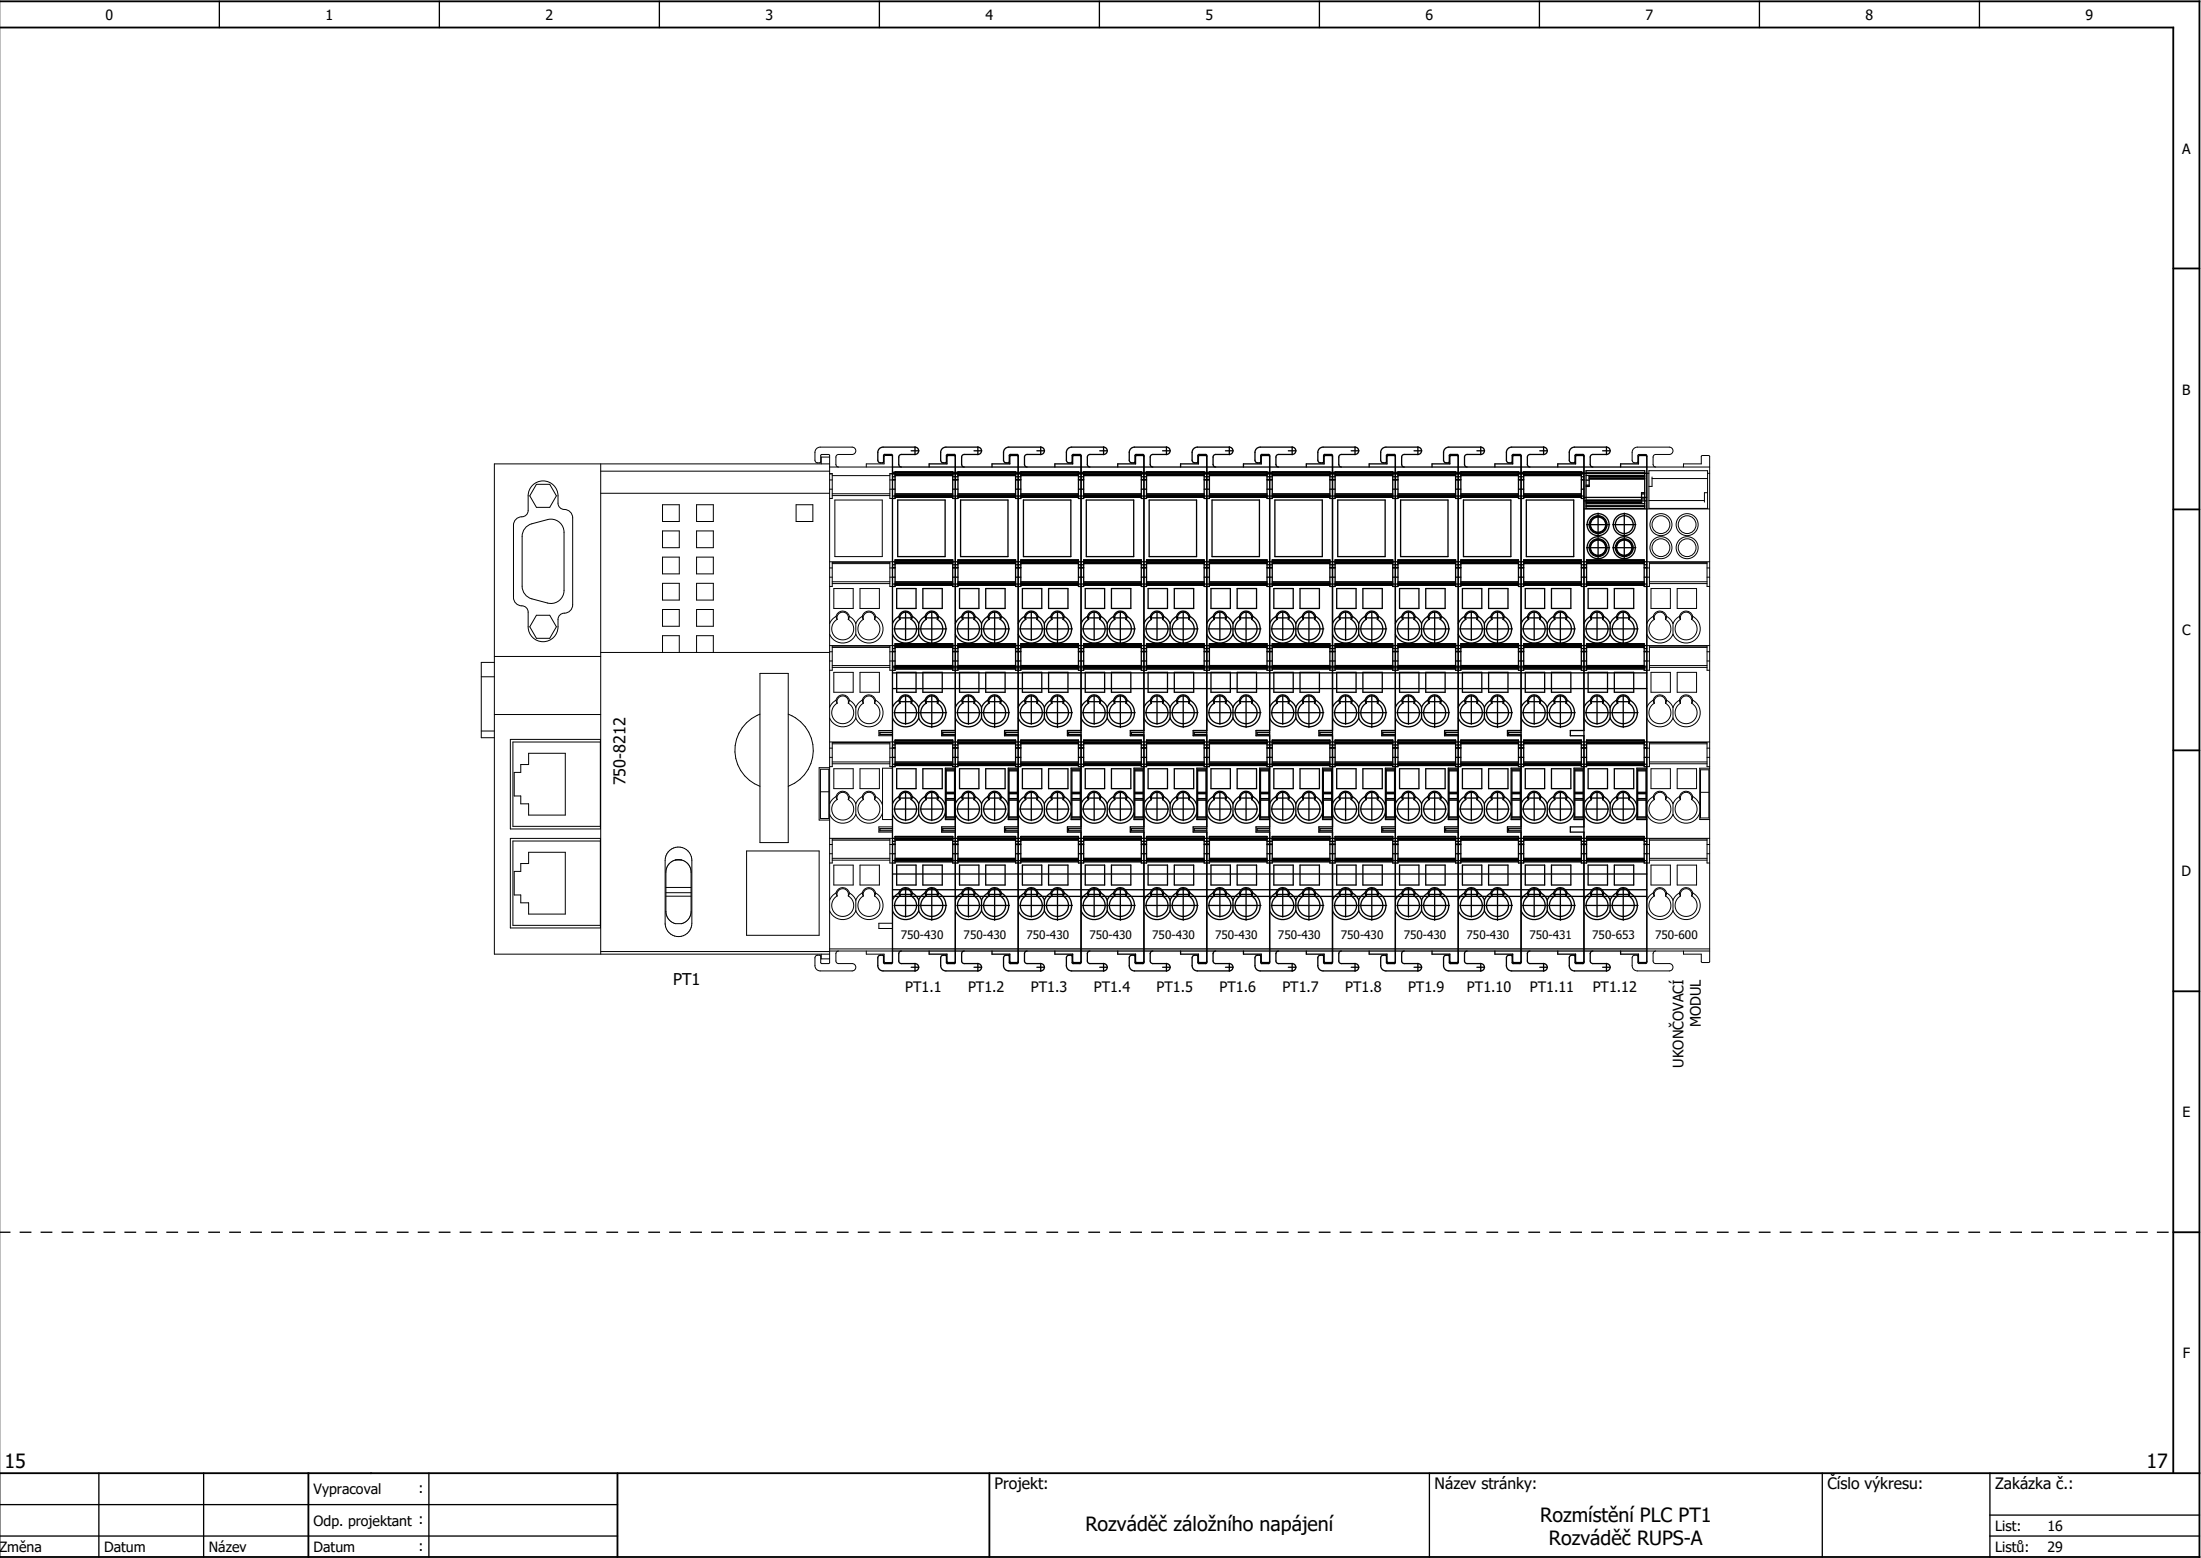 0 1 2 3 4 5 6 7 8 9
A
B
C
D
E
F
750-8212
750-430 750-430 750-430 750-430 750-430 750-430 750-430 750-430 750-430 750-430 750-431 750-653 750-600
PT1
PT1.1 PT1.2 PT1.3 PT1.4 PT1.5 PT1.6 PT1.7 PT1.8 PT1.9 PT1.10 PT1.11 PT1.12
UKONČOVACÍ
MODUL
15
17
Vypracoval :
Odp. projektant :
Změna Datum Název Datum :
Projekt:
Rozváděč záložního napájení
Název stránky:
Rozmístění PLC PT1
Rozváděč RUPS-A
Číslo výkresu:
Zakázka č.:
List: 16
Listů: 29